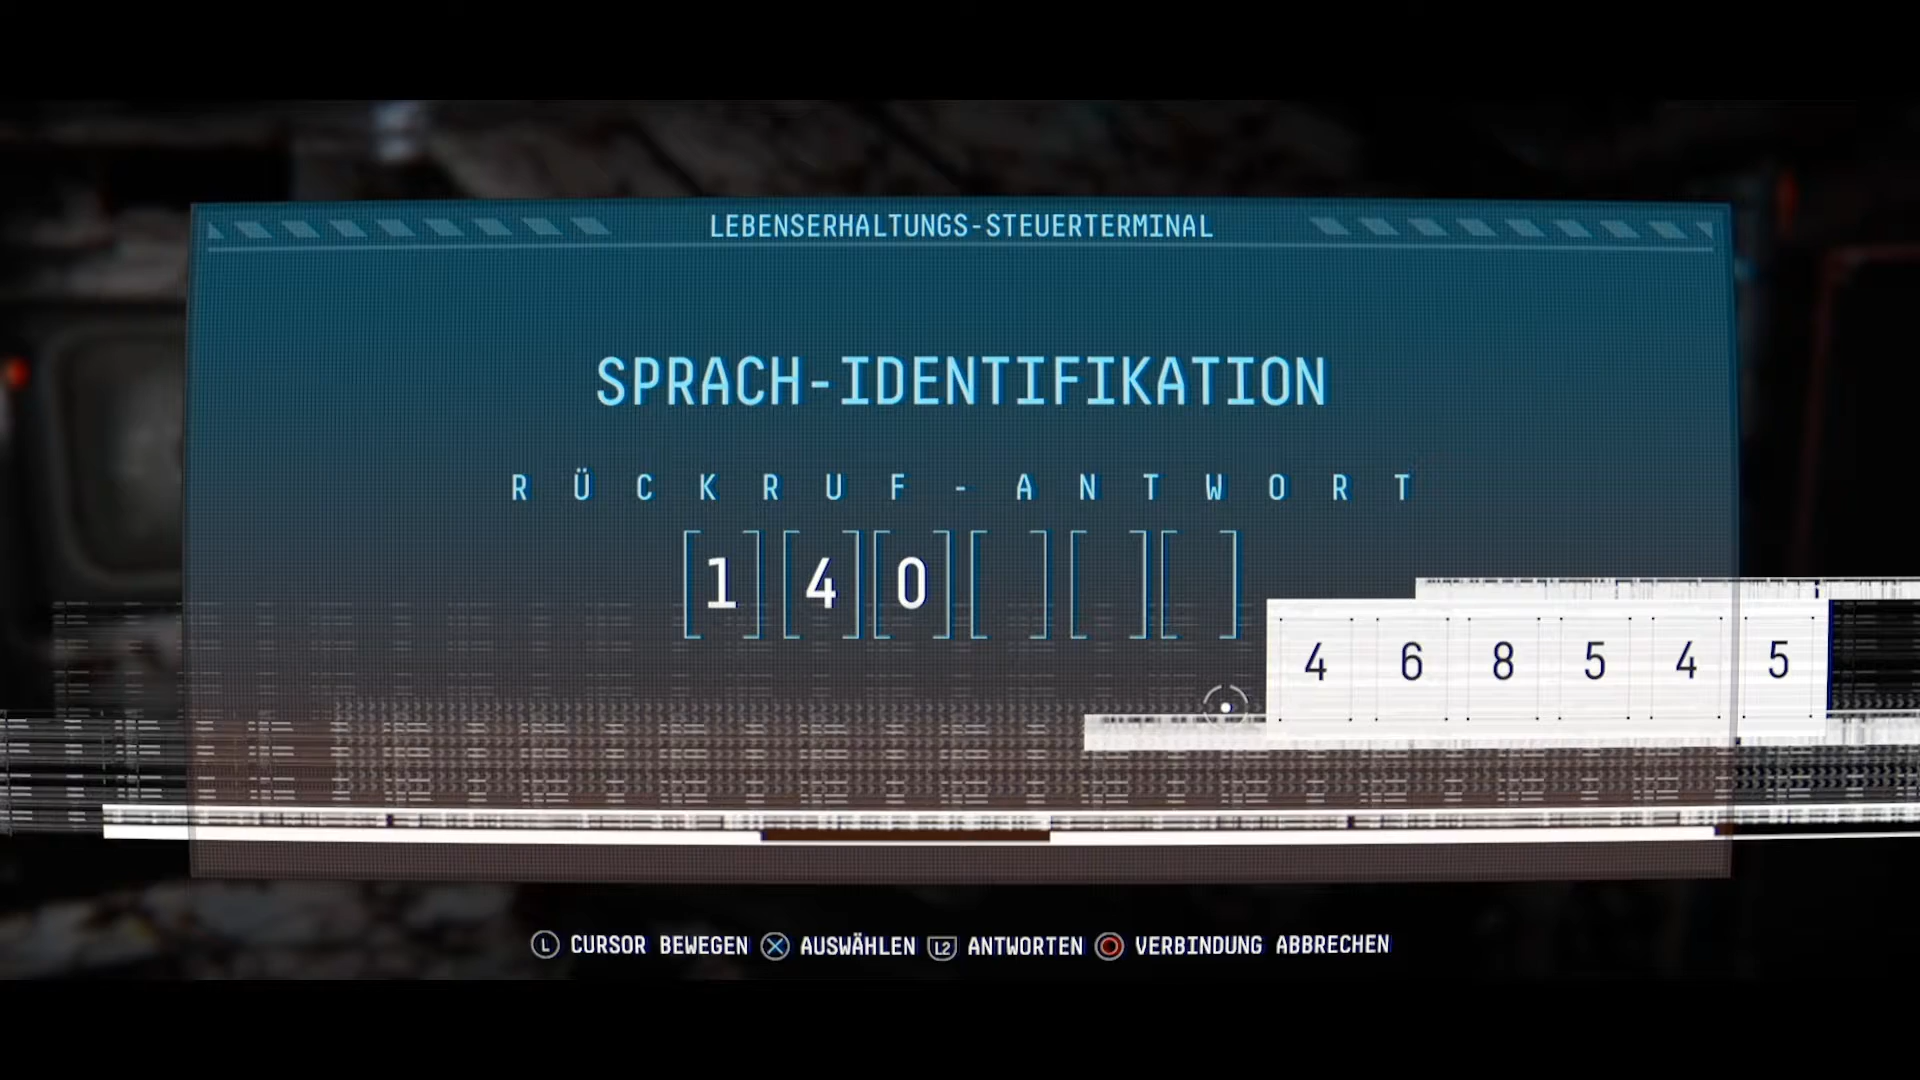 LEBENSERHALTUNGS-STEUERTERMINAL
SPRACH-IDENTIFIKATION
RÜCKRUF-ANTWORT
[1][4][0][ ][ ][ ]
4 6 8 5 4 5
L CURSOR BEWEGEN AUSWÄHLEN L2 ANTWORTEN VERBINDUNG ABBRECHEN